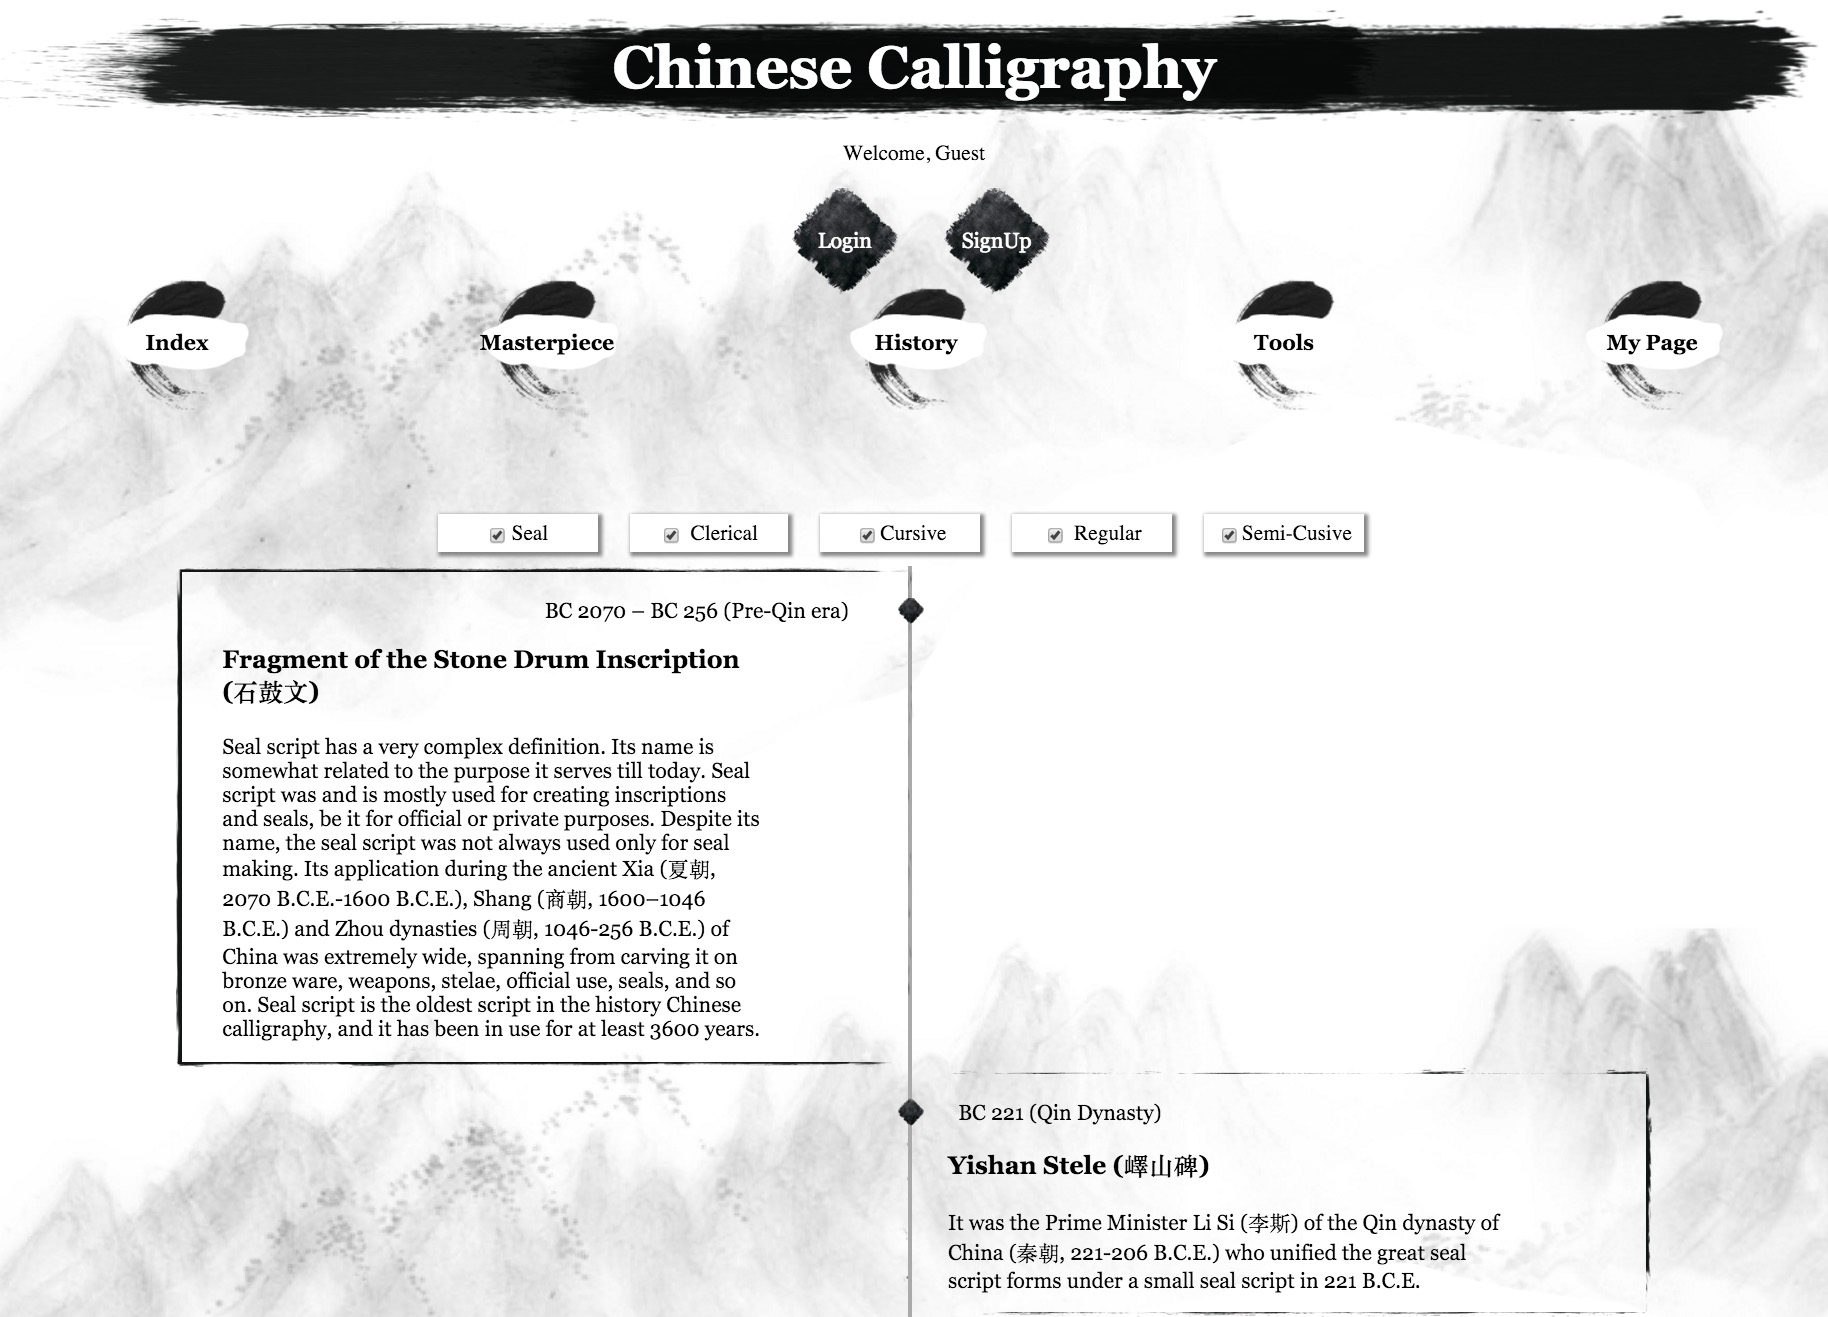 Chinese Calligraphy
Welcome, Guest
Login
SignUp
Index
Masterpiece
History
Tools
My Page
Seal
Clerical
Cursive
Regular
Semi-Cusive
BC 2070 – BC 256 (Pre-Qin era)
Fragment of the Stone Drum Inscription
(石鼓文)
Seal script has a very complex definition. Its name is
somewhat related to the purpose it serves till today. Seal
script was and is mostly used for creating inscriptions
and seals, be it for official or private purposes. Despite its
name, the seal script was not always used only for seal
making. Its application during the ancient Xia (夏朝,
2070 B.C.E.-1600 B.C.E.), Shang (商朝, 1600–1046
B.C.E.) and Zhou dynasties (周朝, 1046-256 B.C.E.) of
China was extremely wide, spanning from carving it on
bronze ware, weapons, stelae, official use, seals, and so
on. Seal script is the oldest script in the history Chinese
calligraphy, and it has been in use for at least 3600 years.
BC 221 (Qin Dynasty)
Yishan Stele (嶧山碑)
It was the Prime Minister Li Si (李斯) of the Qin dynasty of
China (秦朝, 221-206 B.C.E.) who unified the great seal
script forms under a small seal script in 221 B.C.E.